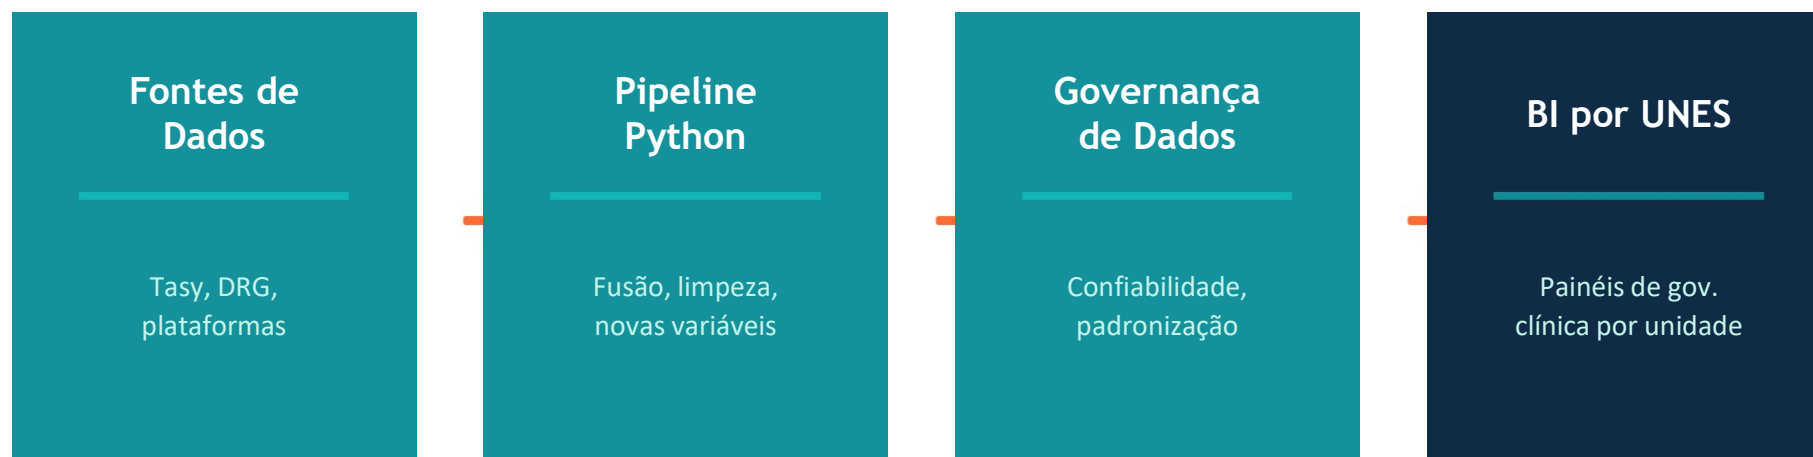 Fontes de
Dados
Tasy, DRG,
plataformas
Pipeline
Python
Fusão, limpeza,
novas variáveis
Governança
de Dados
Confiabilidade,
padronização
BI por UNES
Painéis de gov.
clínica por unidade